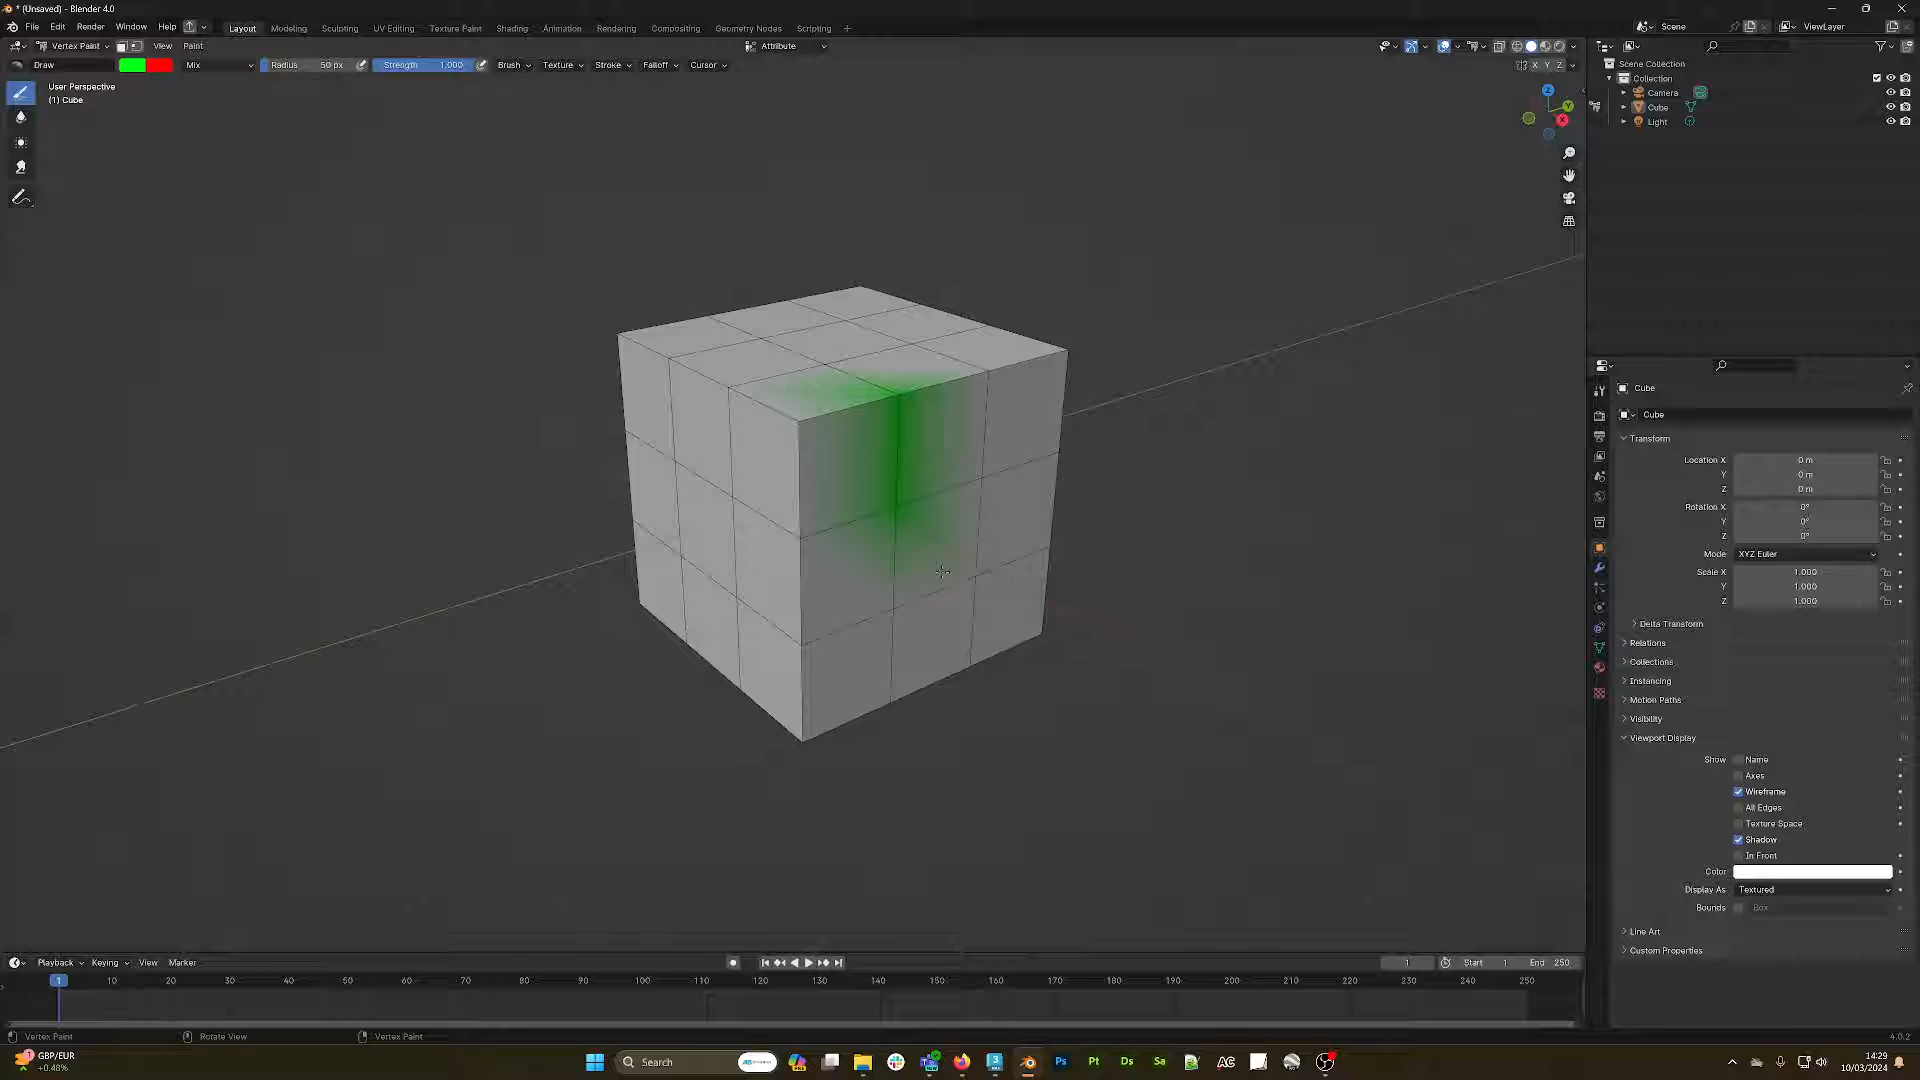 * (Unsaved) - Blender 4.0
File Edit Render Window Help
Layout Modeling Sculpting UV Editing Texture Paint Shading Animation Rendering Compositing Geometry Nodes Scripting +
Scene
ViewLayer
Vertex Paint View Paint
Attribute
Draw
Mix
Radius 50 px
Strength 1.000
Brush Texture Stroke Falloff Cursor
X Y Z
User Perspective
(1) Cube
Z
Y
X
Scene Collection
Collection
Camera
Cube
Light
Cube
Cube
Transform
Location X 0 m
Y 0 m
Z 0 m
Rotation X 0°
Y 0°
Z 0°
Mode XYZ Euler
Scale X 1.000
Y 1.000
Z 1.000
Delta Transform
Relations
Collections
Instancing
Motion Paths
Visibility
Viewport Display
Show Name
Axes
Wireframe
All Edges
Texture Space
Shadow
In Front
Color
Display As Textured
Bounds Box
Line Art
Custom Properties
Playback Keying View Marker
1 Start 1 End 250
1 10 20 30 40 50 60 70 80 90 100 110 120 130 140 150 160 170 180 190 200 210 220 230 240 250
Vertex Paint Rotate View Vertex Paint
4.0.2
1 GBP/EUR
+0.48%
Search
Ps Pt Ds Sa AC
14:29
10/03/2024